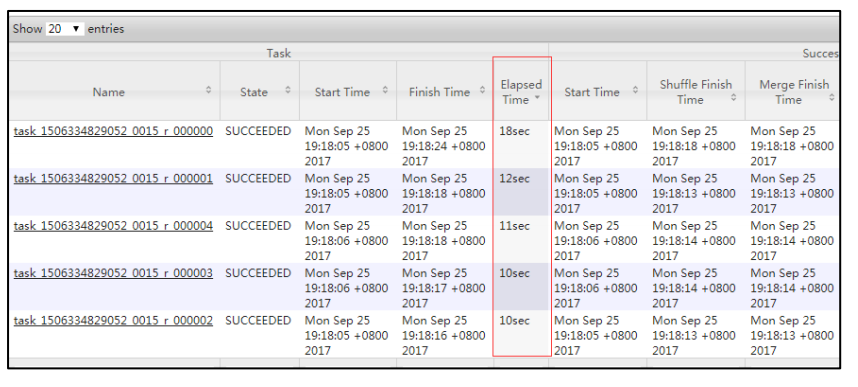 Show 20 ▼ entries
Task
Succes
Name
State
Start Time
Finish Time
Elapsed
Time
Start Time
Shuffle Finish
Time
Merge Finish
Time
task_1506334829052_0015_r_000000 SUCCEEDED Mon Sep 25 Mon Sep 25 18sec Mon Sep 25 Mon Sep 25 Mon Sep 25
19:18:05 +0800 19:18:24 +0800 19:18:05 +0800 19:18:18 +0800 19:18:18 +0800
2017 2017 2017 2017 2017
task_1506334829052_0015_r_000001 SUCCEEDED Mon Sep 25 Mon Sep 25 12sec Mon Sep 25 Mon Sep 25 Mon Sep 25
19:18:05 +0800 19:18:18 +0800 19:18:05 +0800 19:18:13 +0800 19:18:13 +0800
2017 2017 2017 2017 2017
task_1506334829052_0015_r_000004 SUCCEEDED Mon Sep 25 Mon Sep 25 11sec Mon Sep 25 Mon Sep 25 Mon Sep 25
19:18:06 +0800 19:18:18 +0800 19:18:06 +0800 19:18:14 +0800 19:18:14 +0800
2017 2017 2017 2017 2017
task_1506334829052_0015_r_000003 SUCCEEDED Mon Sep 25 Mon Sep 25 10sec Mon Sep 25 Mon Sep 25 Mon Sep 25
19:18:06 +0800 19:18:17 +0800 19:18:06 +0800 19:18:14 +0800 19:18:14 +0800
2017 2017 2017 2017 2017
task_1506334829052_0015_r_000002 SUCCEEDED Mon Sep 25 Mon Sep 25 10sec Mon Sep 25 Mon Sep 25 Mon Sep 25
19:18:05 +0800 19:18:16 +0800 19:18:05 +0800 19:18:13 +0800 19:18:13 +0800
2017 2017 2017 2017 2017